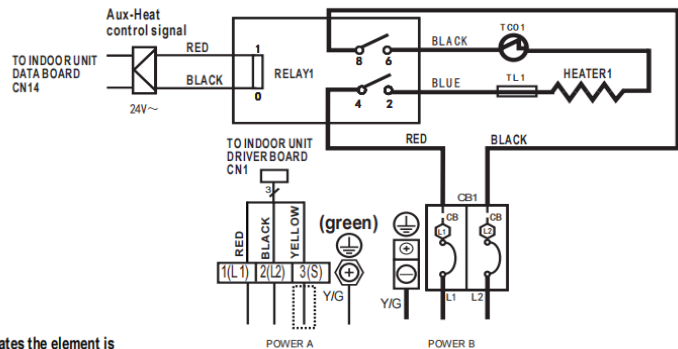 Aux-Heat
control signal
TO INDOOR UNIT
DATA BOARD
CN14
RED
BLACK
24V～
1
0
RELAY1
8 6
4 2
BLACK
TCO1
BLUE
TL1
HEATER1
RED
BLACK
TO INDOOR UNIT
DRIVER BOARD
CN1
3
RED
BLACK
YELLOW
(green)
1(L1) 2(L2) 3(S)
Y/G
Y/G
CB1
CB
CB
L1
L2
L1
L2
POWER A
POWER B
ates the element is